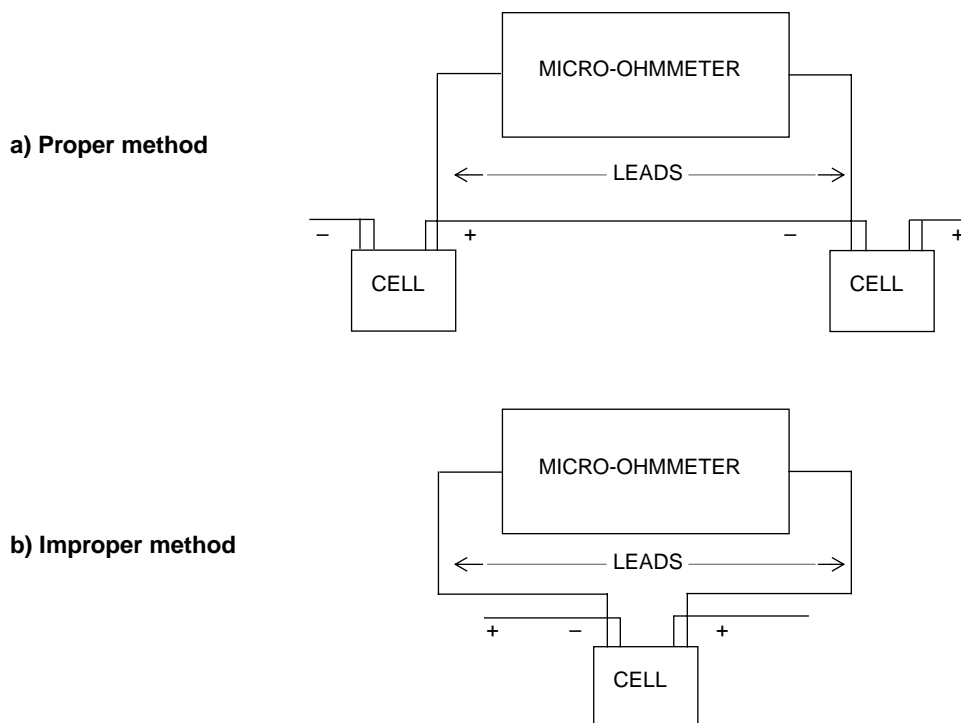 MICRO-OHMMETER
a) Proper method
LEADS
– + – +
CELL CELL
MICRO-OHMMETER
b) Improper method
LEADS
+ – +
CELL